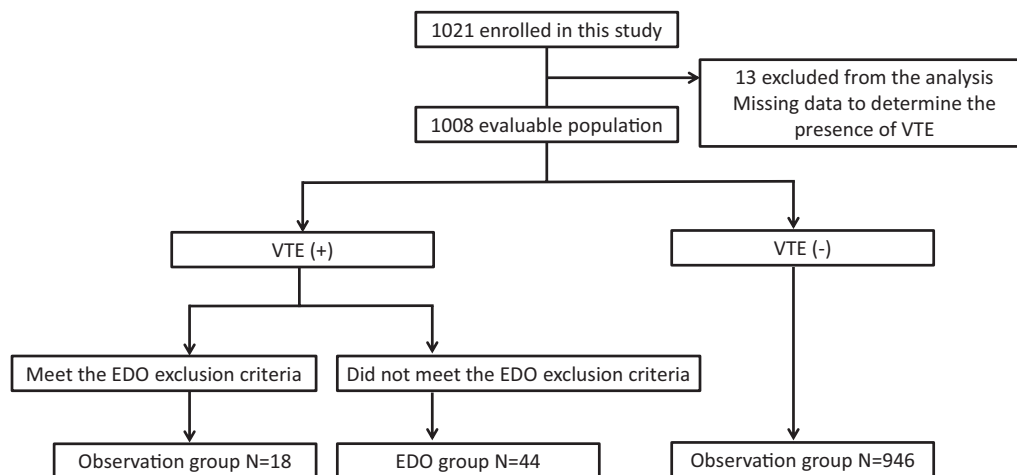 1021 enrolled in this study
13 excluded from the analysis
Missing data to determine the
presence of VTE
1008 evaluable population
VTE (+)
VTE (-)
Meet the EDO exclusion criteria
Did not meet the EDO exclusion criteria
Observation group N=18
EDO group N=44
Observation group N=946